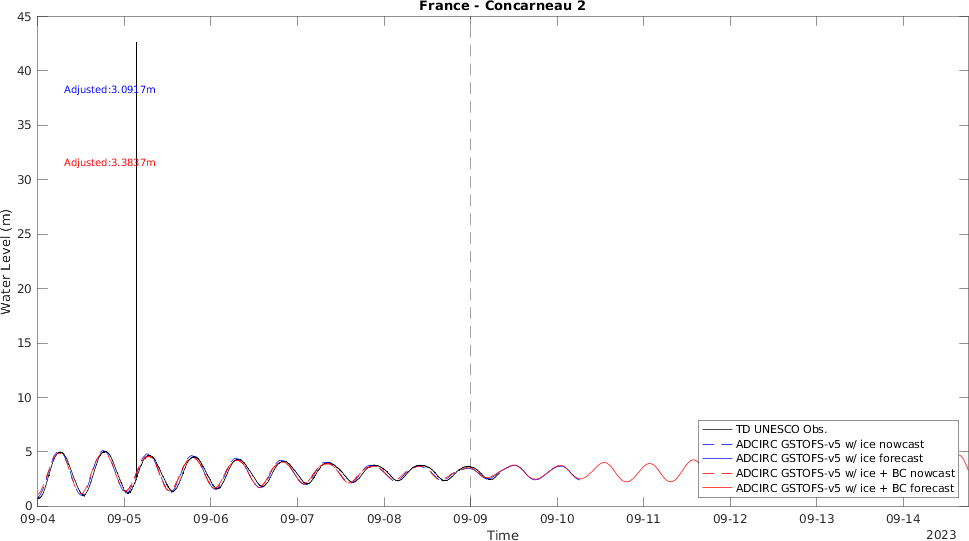 France - Concarneau 2
45
40
35
30
25
20
15
10
5
0
Water Level (m)
Adjusted:3.0917m
Adjusted:3.3837m
TD UNESCO Obs.
ADCIRC GSTOFS-v5 w/ ice nowcast
ADCIRC GSTOFS-v5 w/ ice forecast
ADCIRC GSTOFS-v5 w/ ice + BC nowcast
ADCIRC GSTOFS-v5 w/ ice + BC forecast
09-04 09-05 09-06 09-07 09-08 09-09 09-10 09-11 09-12 09-13 09-14
Time
2023